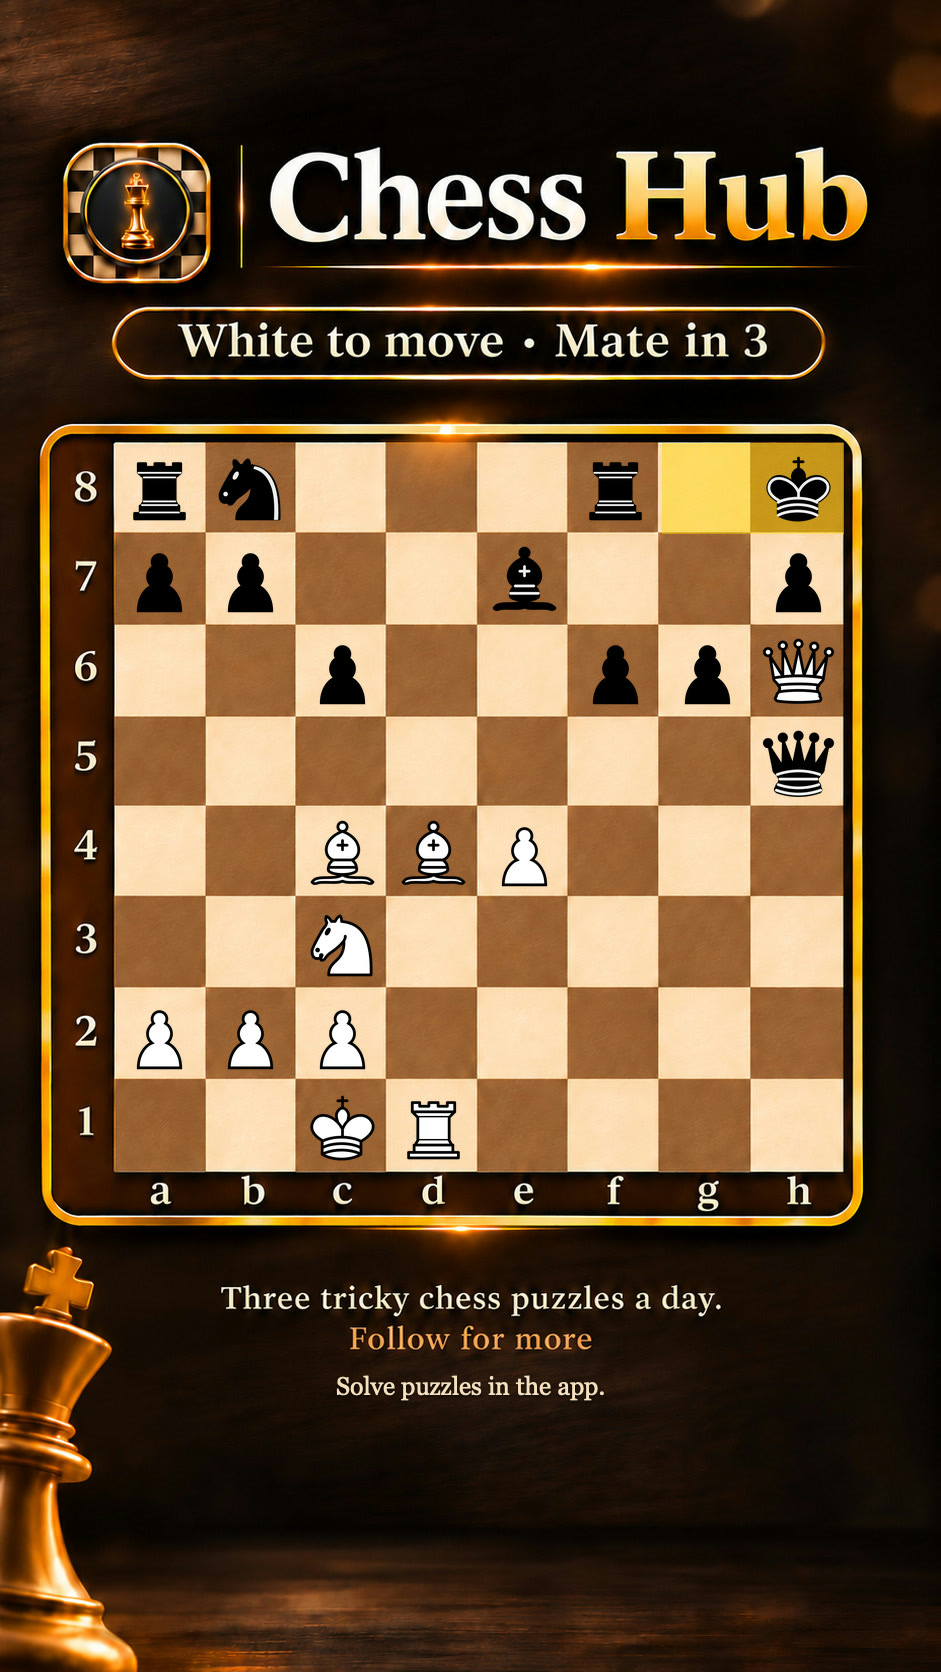 Chess Hub
White to move • Mate in 3
8
7
6
5
4
3
2
1
a b c d e f g h
Three tricky chess puzzles a day.
Follow for more
Solve puzzles in the app.